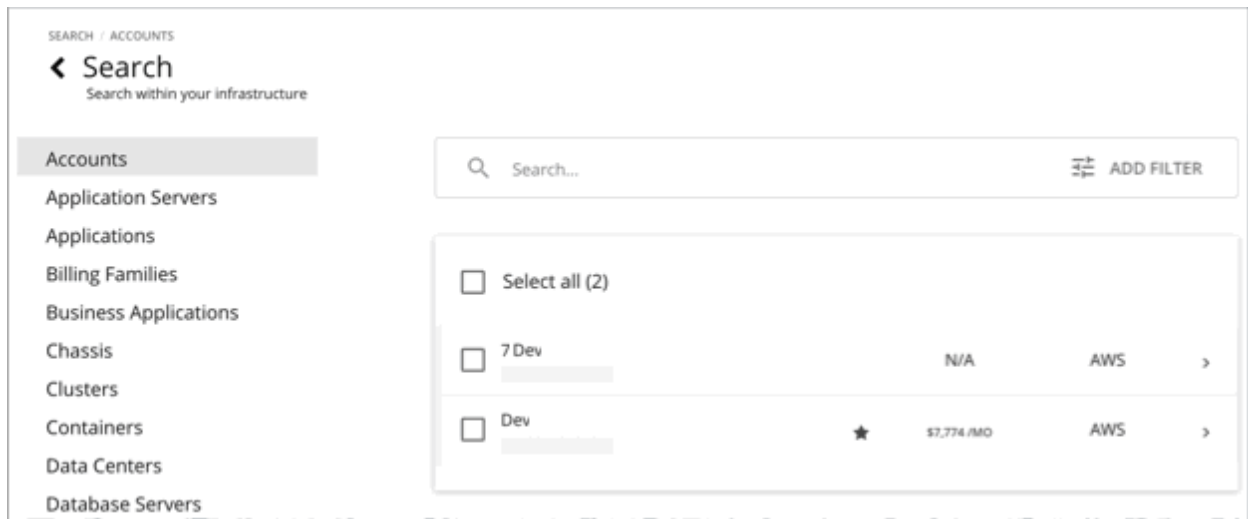 SEARCH / ACCOUNTS
Search
Search within your infrastructure
Accounts
Application Servers
Applications
Billing Families
Business Applications
Chassis
Clusters
Containers
Data Centers
Database Servers
Search...
ADD FILTER
Select all (2)
7 Dev N/A AWS
Dev $7,774 /MO AWS